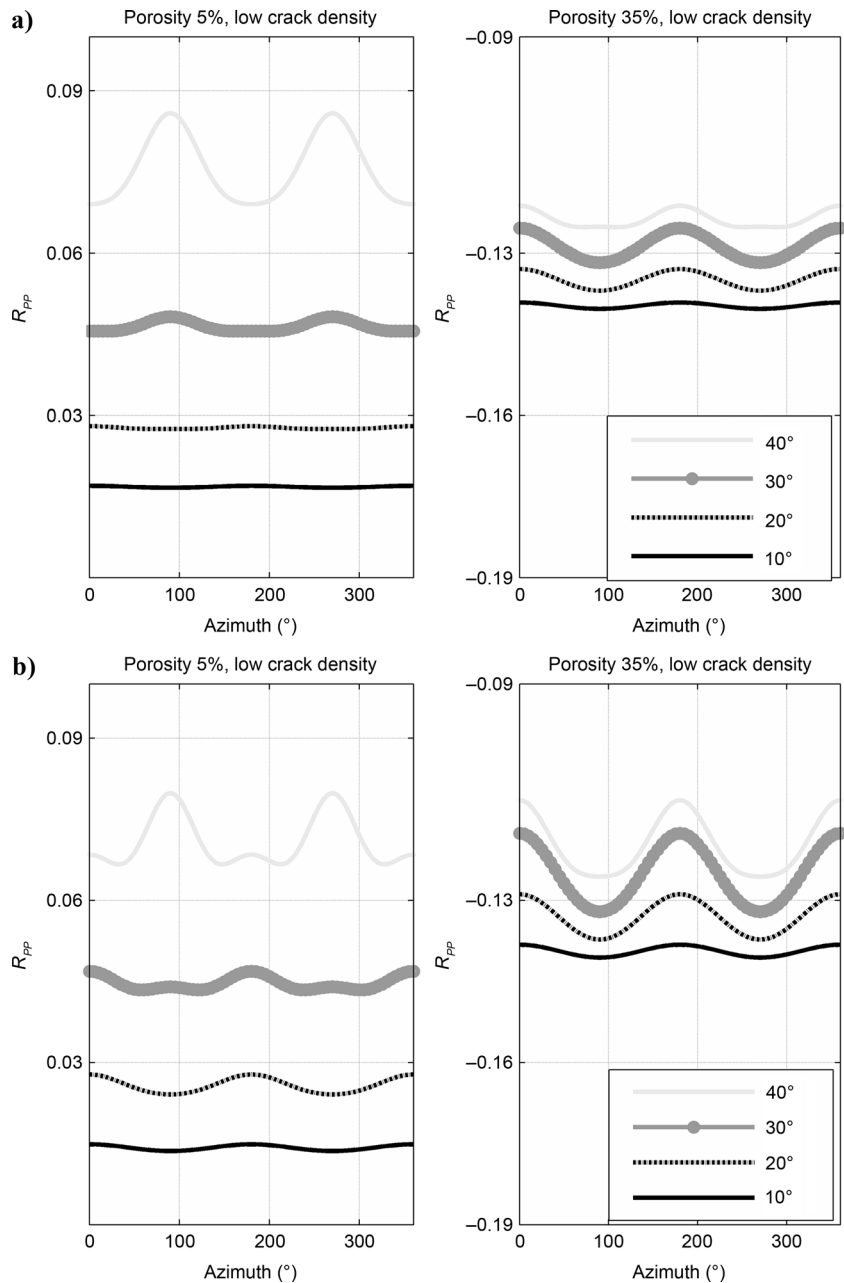 a)
Porosity 5%, low crack density
0.09
0.06
0.03
R_PP
0 100 200 300
Azimuth (°)
Porosity 35%, low crack density
–0.09
–0.13
–0.16
–0.19
R_PP
40°
30°
20°
10°
0 100 200 300
Azimuth (°)
b)
Porosity 5%, low crack density
0.09
0.06
0.03
R_PP
0 100 200 300
Azimuth (°)
Porosity 35%, low crack density
–0.09
–0.13
–0.16
–0.19
R_PP
40°
30°
20°
10°
0 100 200 300
Azimuth (°)